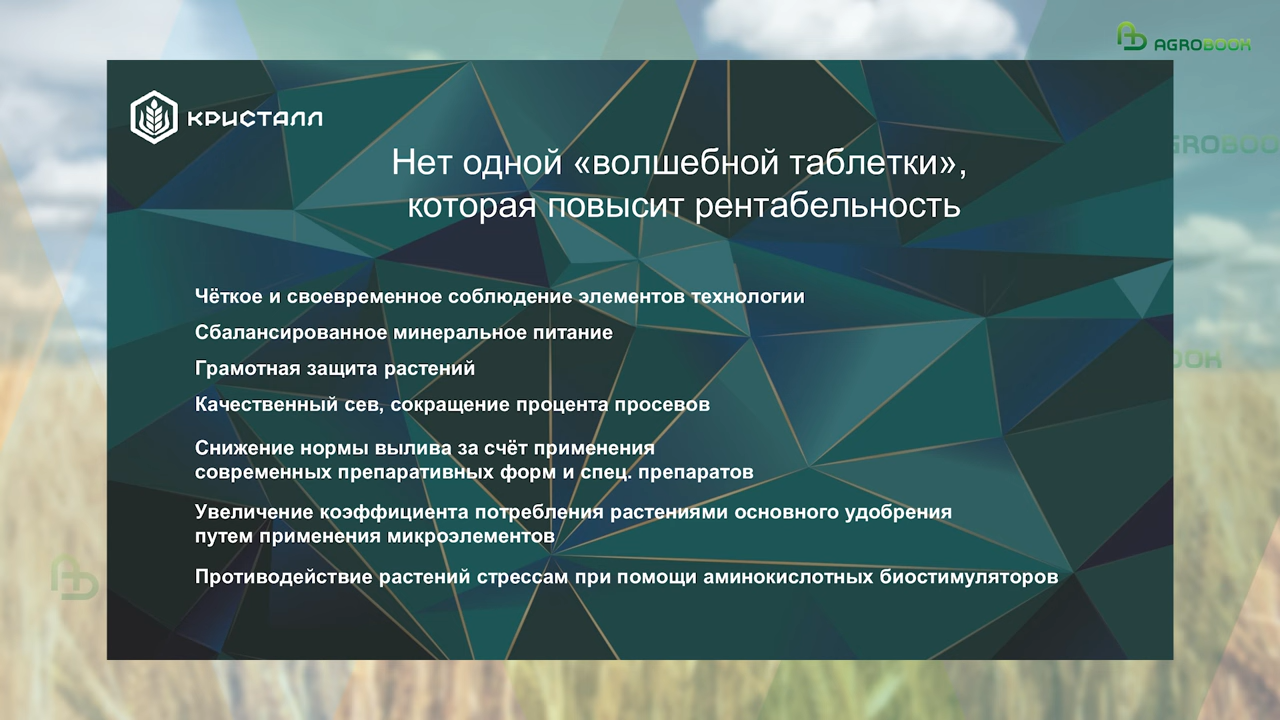 AGROBOOK
КРИСТАЛЛ
GROBOO
Нет одной «волшебной таблетки»,
которая повысит рентабельность
Чёткое и своевременное соблюдение элементов технологии
Сбалансированное минеральное питание
Грамотная защита растений
OOK
Качественный сев, сокращение процента просевов
Снижение нормы вылива за счёт применения
современных препаративных форм и спец. препаратов
Увеличение коэффициента потребления растениями основного удобрения
путем применения микроэлементов
Противодействие растений стрессам при помощи аминокислотных биостимуляторов